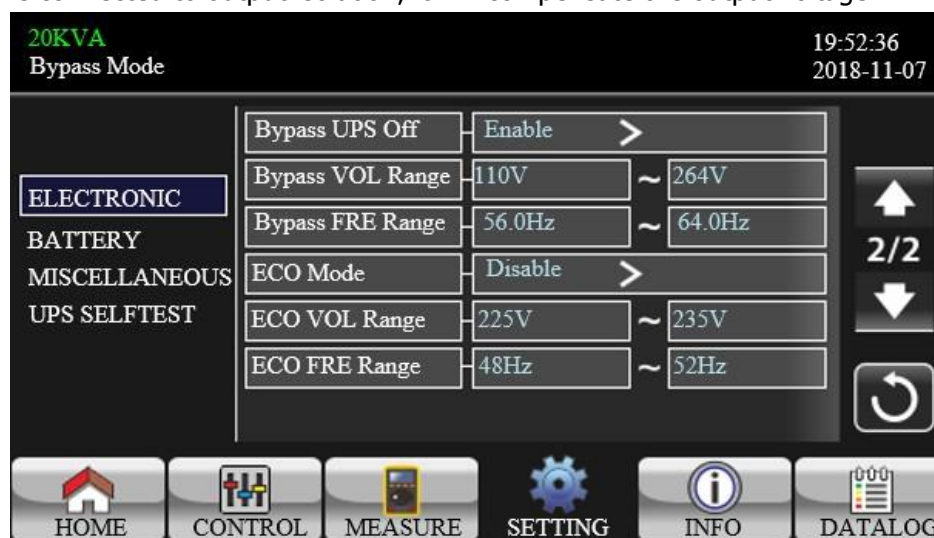 20KVA
Bypass Mode
19:52:36
2018-11-07
ELECTRONIC
BATTERY
MISCELLANEOUS
UPS SELFTEST
Bypass UPS Off Enable >
Bypass VOL Range 110V ~ 264V
Bypass FRE Range 56.0Hz ~ 64.0Hz
ECO Mode Disable >
ECO VOL Range 225V ~ 235V
ECO FRE Range 48Hz ~ 52Hz
2/2
HOME CONTROL MEASURE SETTING INFO DATALOG